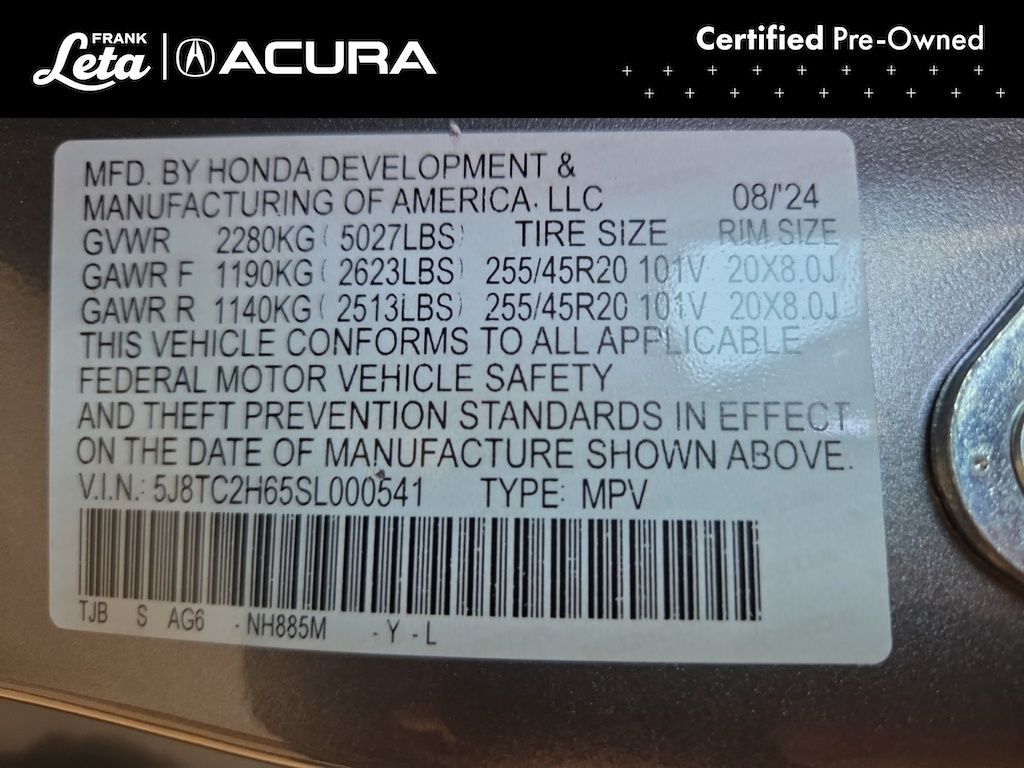 FRANK
Leta ACURA
Certified Pre-Owned
MFD. BY HONDA DEVELOPMENT &
MANUFACTURING OF AMERICA, LLC 08/'24
GVWR 2280KG ( 5027LBS) TIRE SIZE RIM SIZE
GAWR F 1190KG ( 2623LBS) 255/45R20 101V 20X8.0J
GAWR R 1140KG ( 2513LBS) 255/45R20 101V 20X8.0J
THIS VEHICLE CONFORMS TO ALL APPLICABLE
FEDERAL MOTOR VEHICLE SAFETY
AND THEFT PREVENTION STANDARDS IN EFFECT
ON THE DATE OF MANUFACTURE SHOWN ABOVE.
V.I.N.: 5J8TC2H65SL000541 TYPE: MPV
TJB S AG6 -NH885M -Y -L